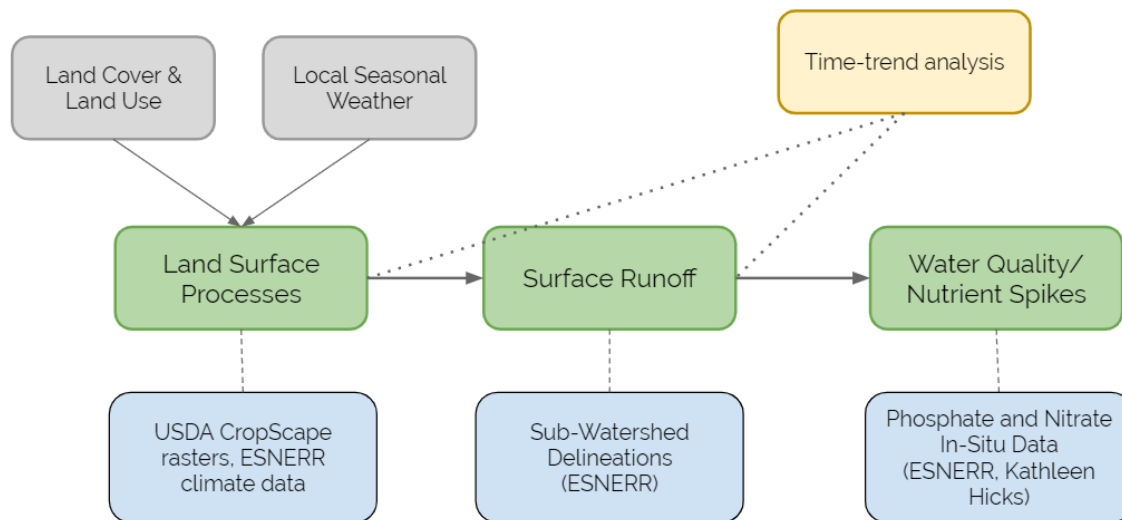 Land Cover &
Land Use
Local Seasonal
Weather
Time-trend analysis
Land Surface
Processes
Surface Runoff
Water Quality/
Nutrient Spikes
USDA CropScape
rasters, ESNERR
climate data
Sub-Watershed
Delineations
(ESNERR)
Phosphate and Nitrate
In-Situ Data
(ESNERR, Kathleen
Hicks)